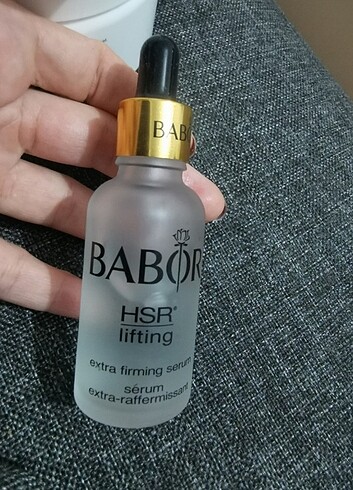 BAB
BABOR
HSR®
lifting
extra firming serum
sérum
extra-raffermissant